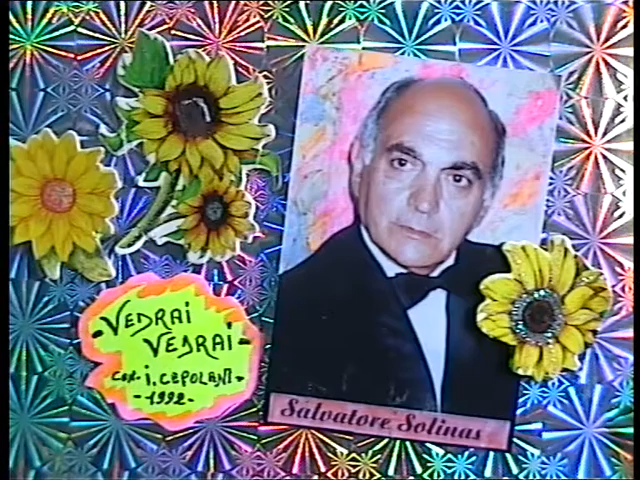 VEDRAI
VEDRAI
con. i. CEPOLANI
-1992-
Salvatore Solinas